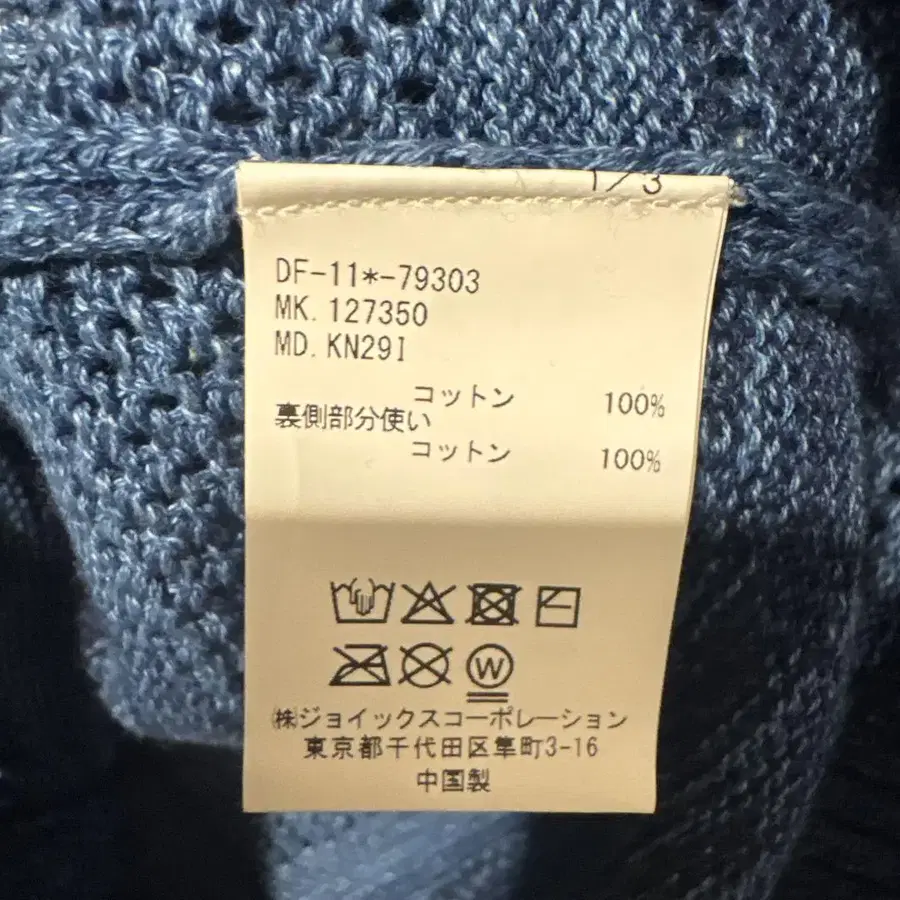 1/3
DF-11*-79303
MK. 127350
MD. KN29I
コットン 100%
裏側部分使い
コットン 100%
W
㈱ジョイックスコーポレーション
東京都千代田区隼町3-16
中国製